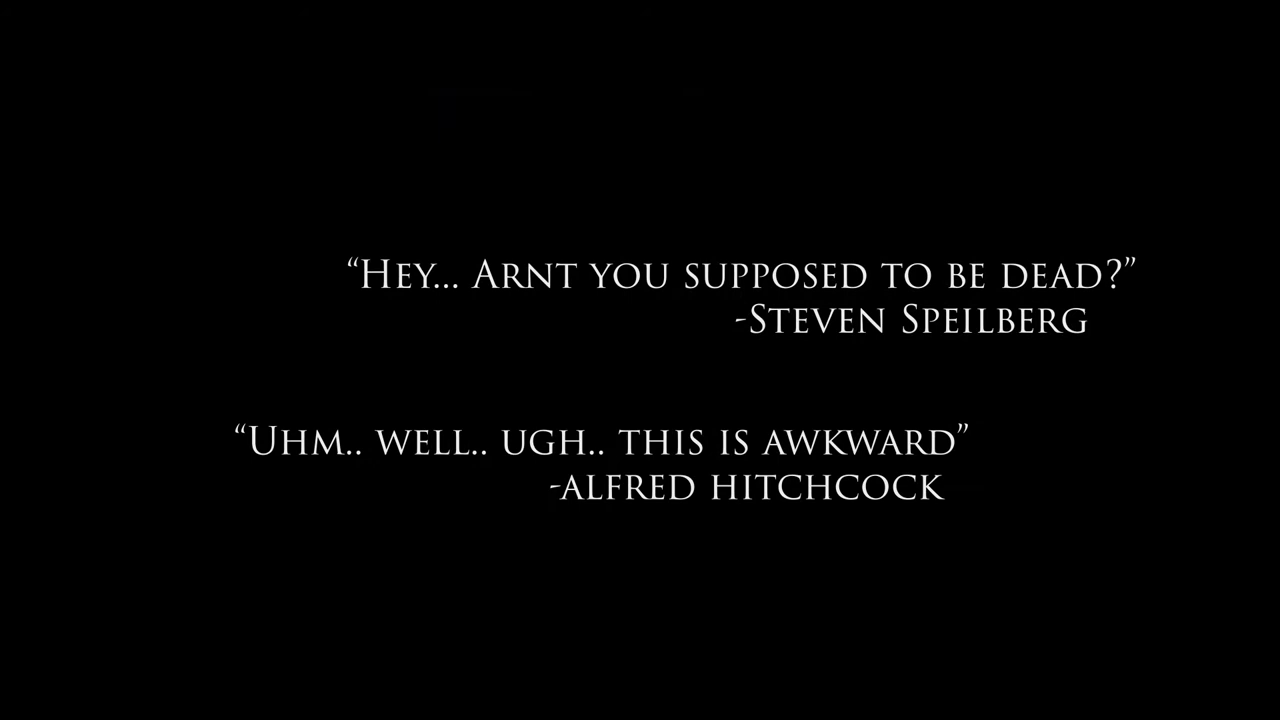 “Hey... Arnt you supposed to be dead?”
-Steven Speilberg
“Uhm.. well.. ugh.. this is awkward”
-alfred hitchcock